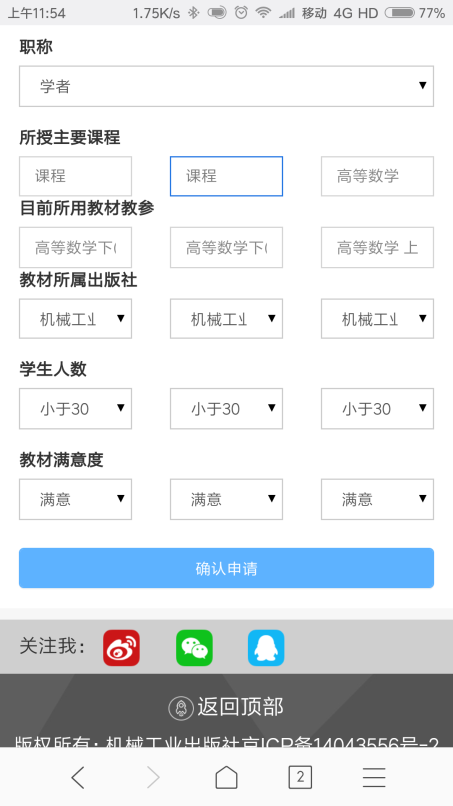 上午11:54 1.75K/s 移动 4G HD 77%
职称
学者
所授主要课程
课程 课程 高等数学
目前所用教材教参
高等数学下( 高等数学下( 高等数学 上
教材所属出版社
机械工业 机械工业 机械工业
学生人数
小于30 小于30 小于30
教材满意度
满意 满意 满意
确认申请
关注我：
返回顶部
版权所有：机械工业出版社京ICP备14043556号-2
2